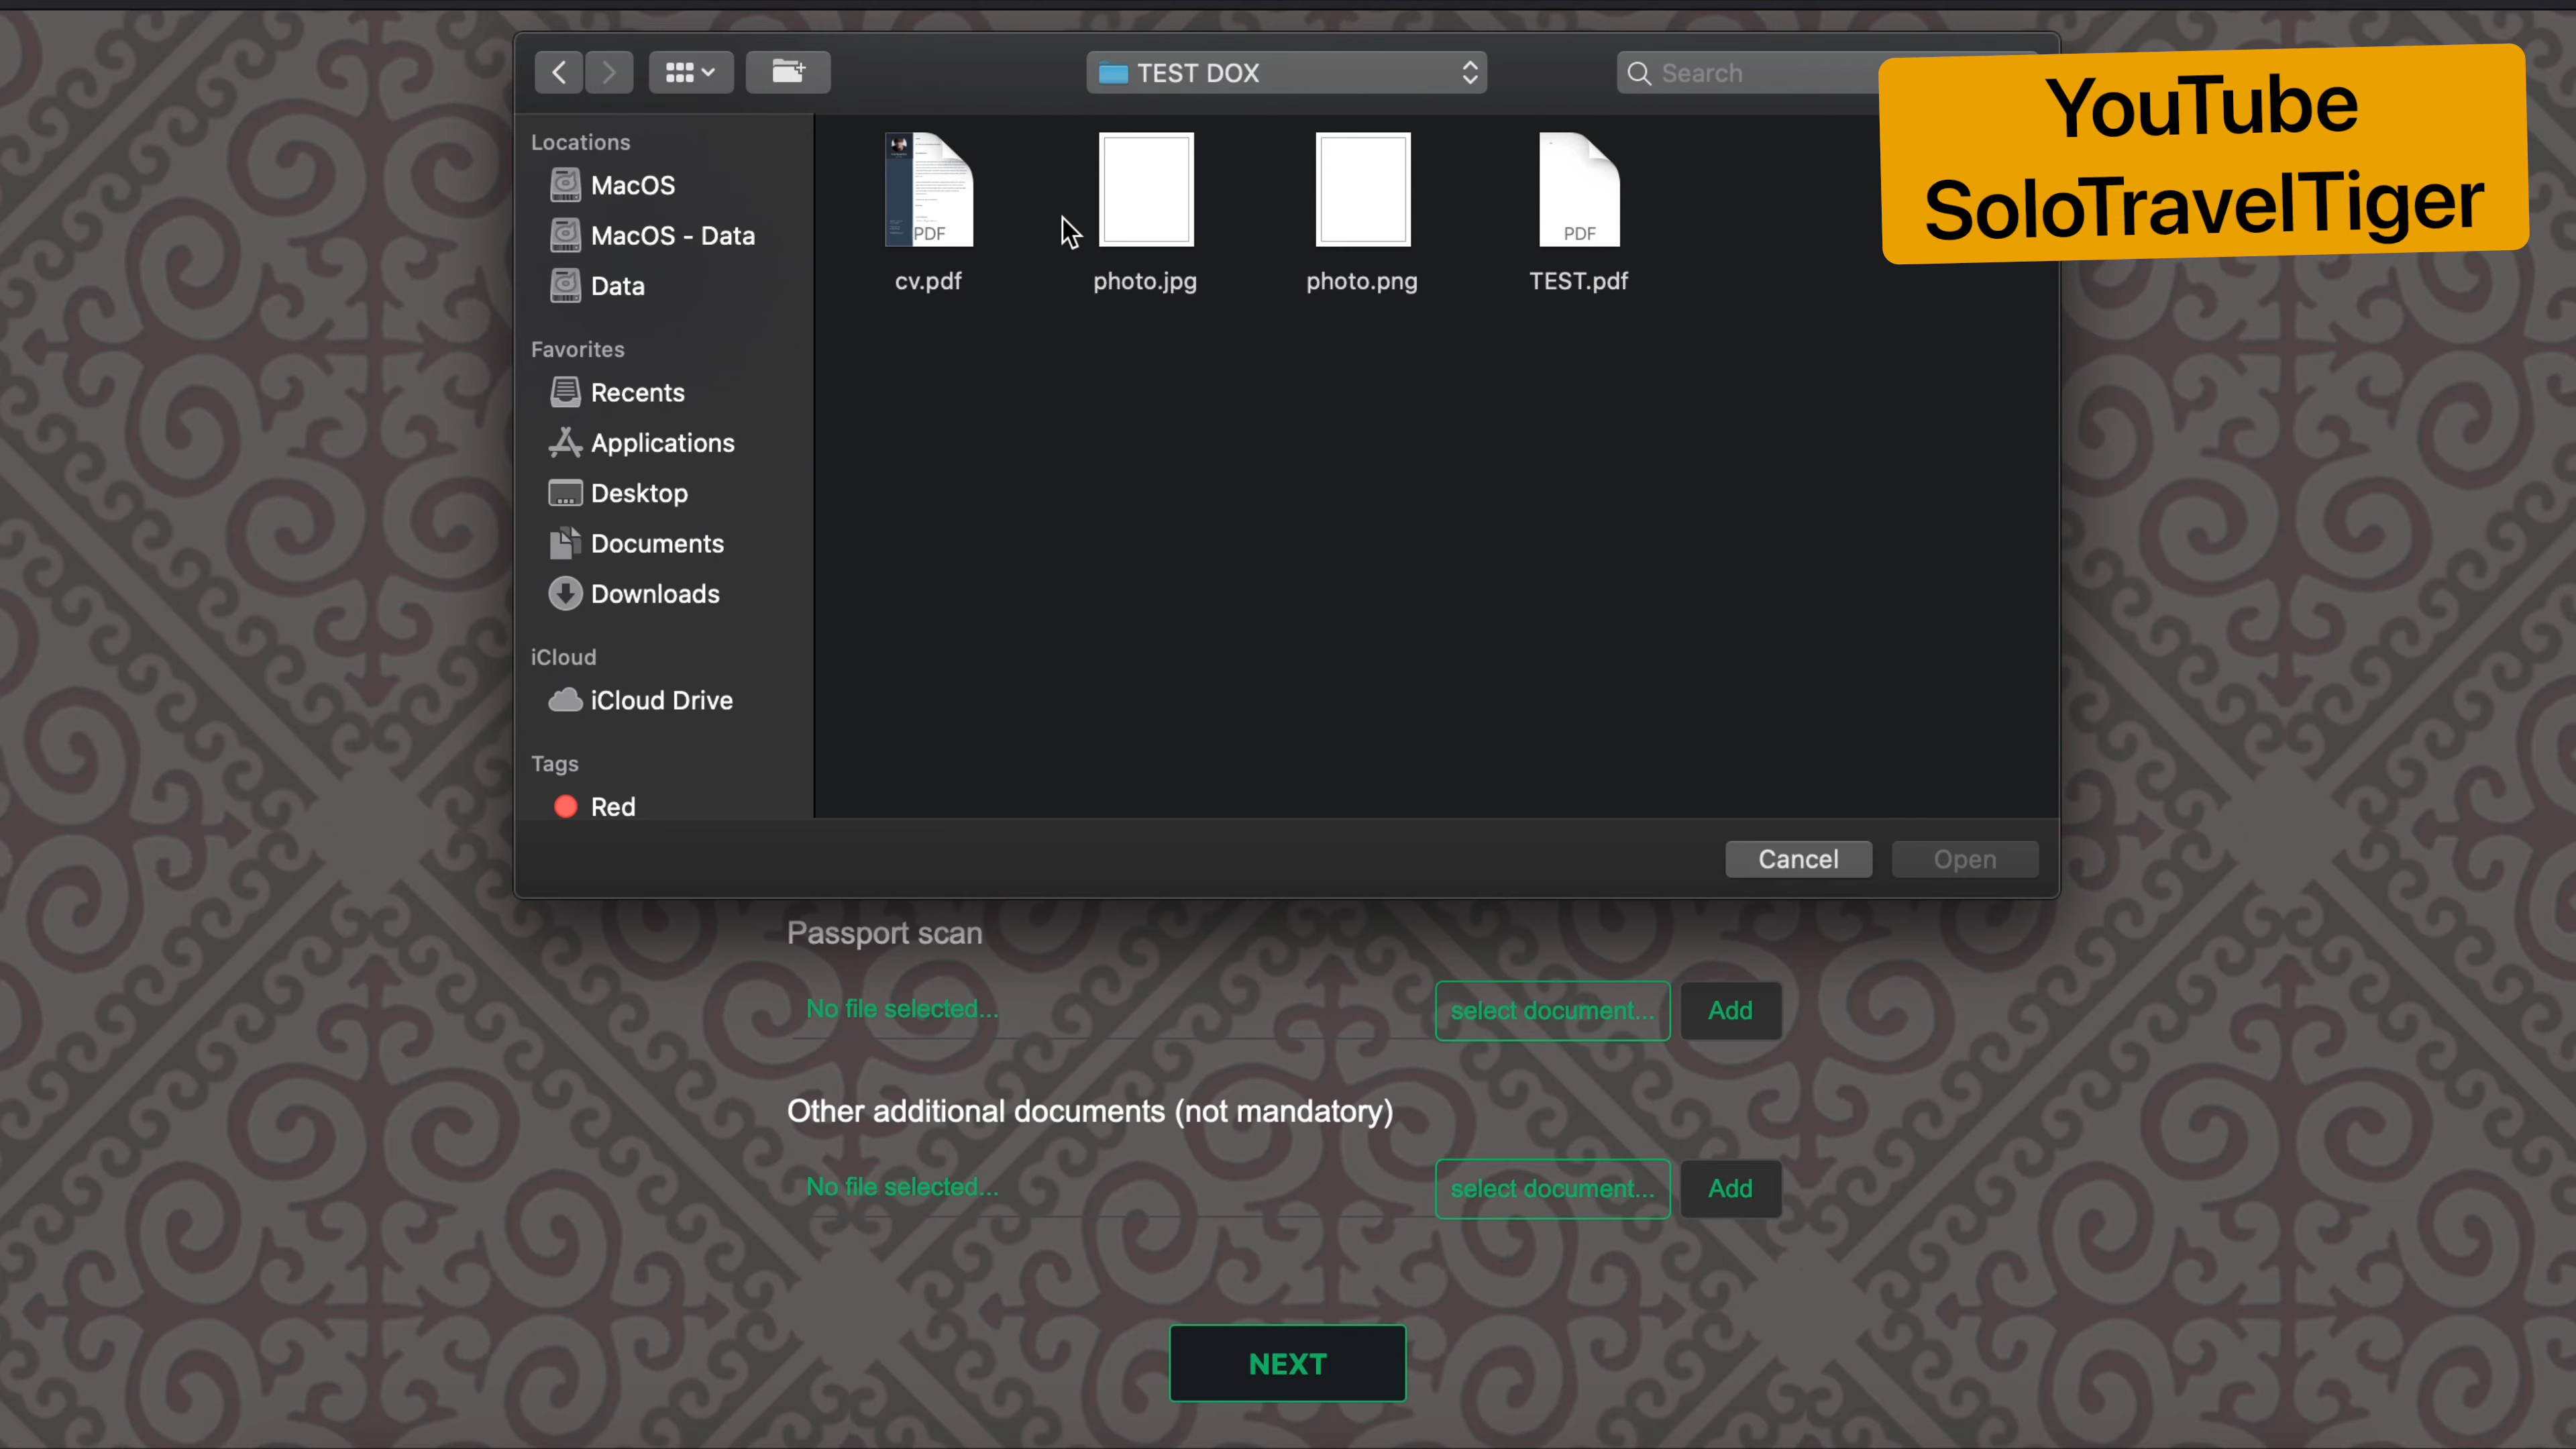 TEST DOX
Search
YouTube
SoloTravelTiger
Locations
MacOS
MacOS - Data
Data
Favorites
Recents
Applications
Desktop
Documents
Downloads
iCloud
iCloud Drive
Tags
Red
PDF
cv.pdf
photo.jpg
photo.png
PDF
TEST.pdf
Cancel
Open
Passport scan
No file selected...
select document...
Add
Other additional documents (not mandatory)
No file selected...
select document...
Add
NEXT